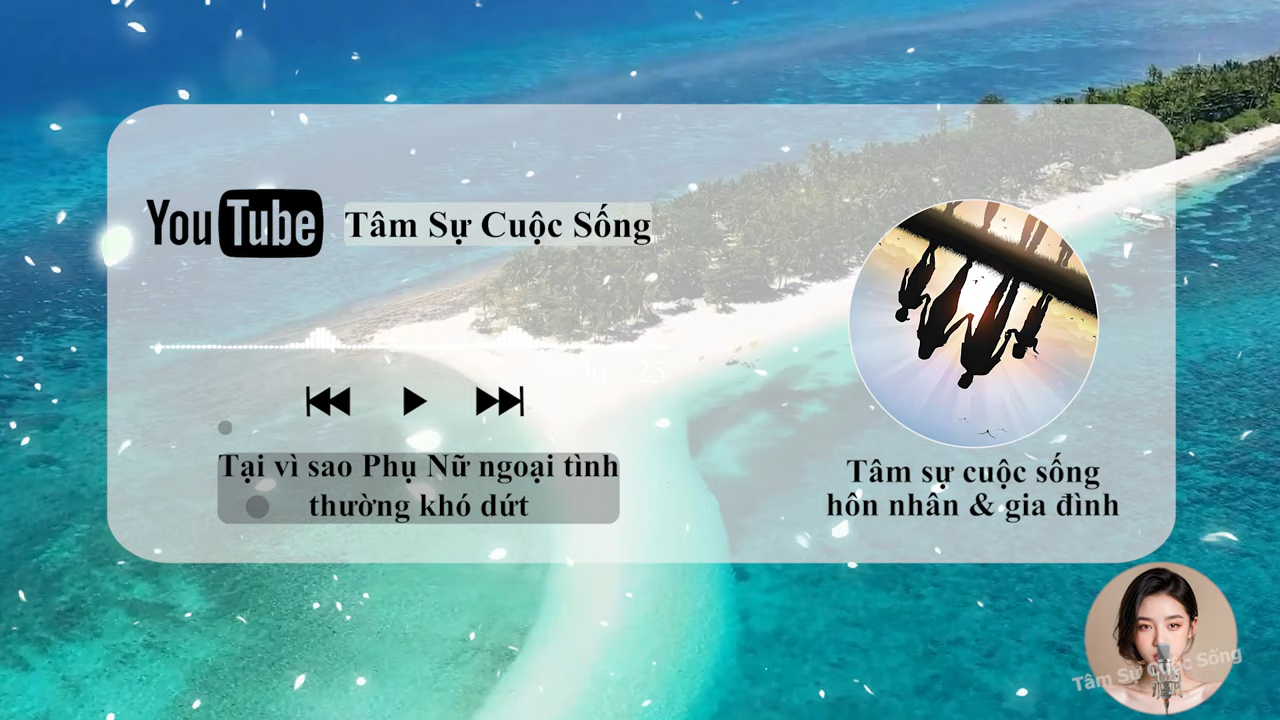 YouTube
Tâm Sự Cuộc Sống
Tại vì sao Phụ Nữ ngoại tình
thường khó dứt
Tâm sự cuộc sống
hôn nhân & gia đình
Tâm Sự Cuộc Sống